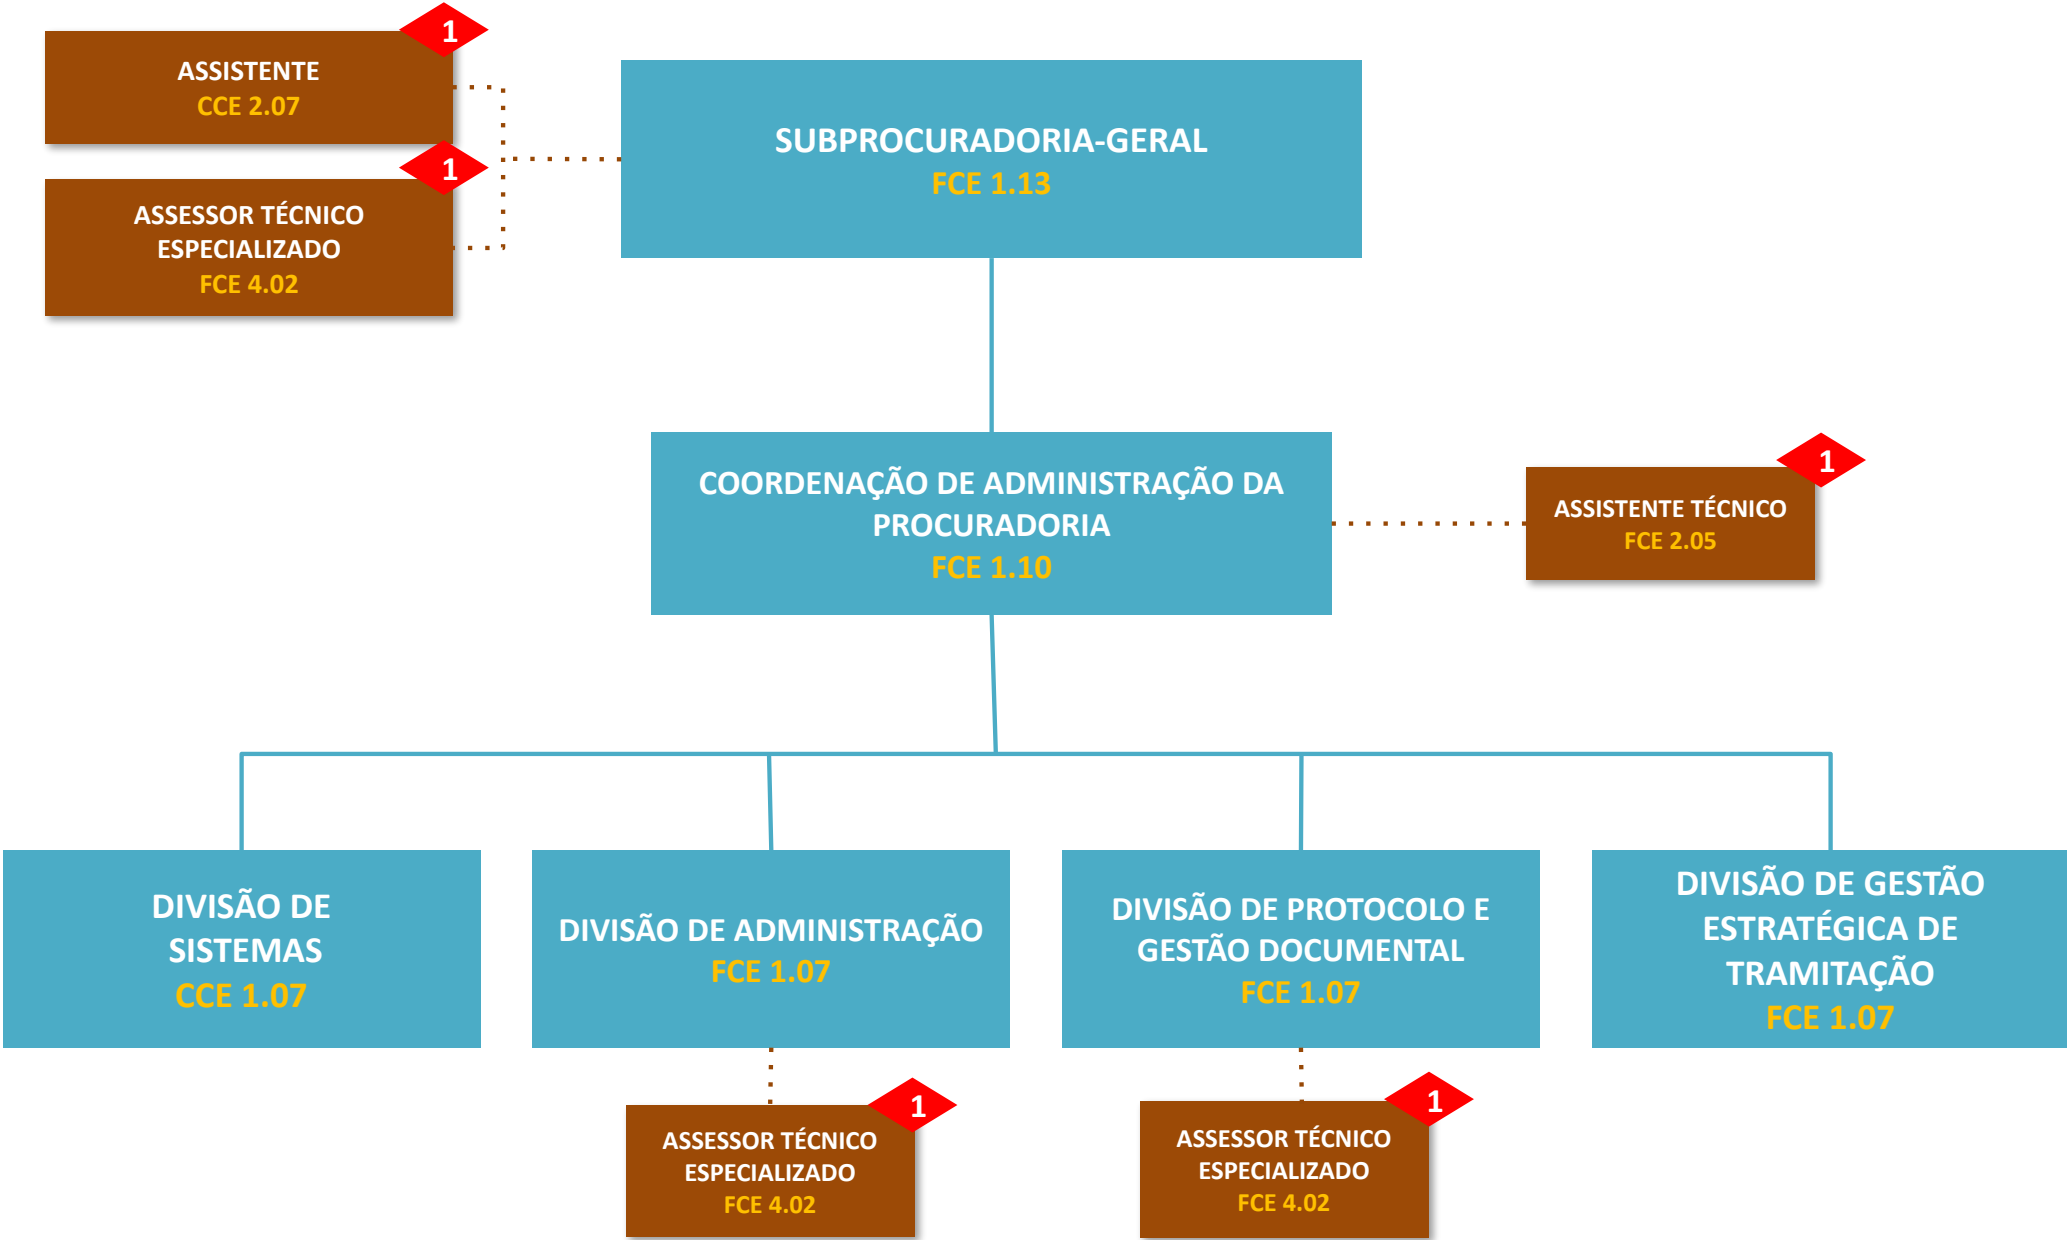 1
ASSISTENTE
CCE 2.07
1
ASSESSOR TÉCNICO
ESPECIALIZADO
FCE 4.02
SUBPROCURADORIA-GERAL
FCE 1.13
COORDENAÇÃO DE ADMINISTRAÇÃO DA
PROCURADORIA
FCE 1.10
1
ASSISTENTE TÉCNICO
FCE 2.05
DIVISÃO DE
SISTEMAS
CCE 1.07
DIVISÃO DE ADMINISTRAÇÃO
FCE 1.07
DIVISÃO DE PROTOCOLO E
GESTÃO DOCUMENTAL
FCE 1.07
DIVISÃO DE GESTÃO
ESTRATÉGICA DE
TRAMITAÇÃO
FCE 1.07
1
ASSESSOR TÉCNICO
ESPECIALIZADO
FCE 4.02
1
ASSESSOR TÉCNICO
ESPECIALIZADO
FCE 4.02